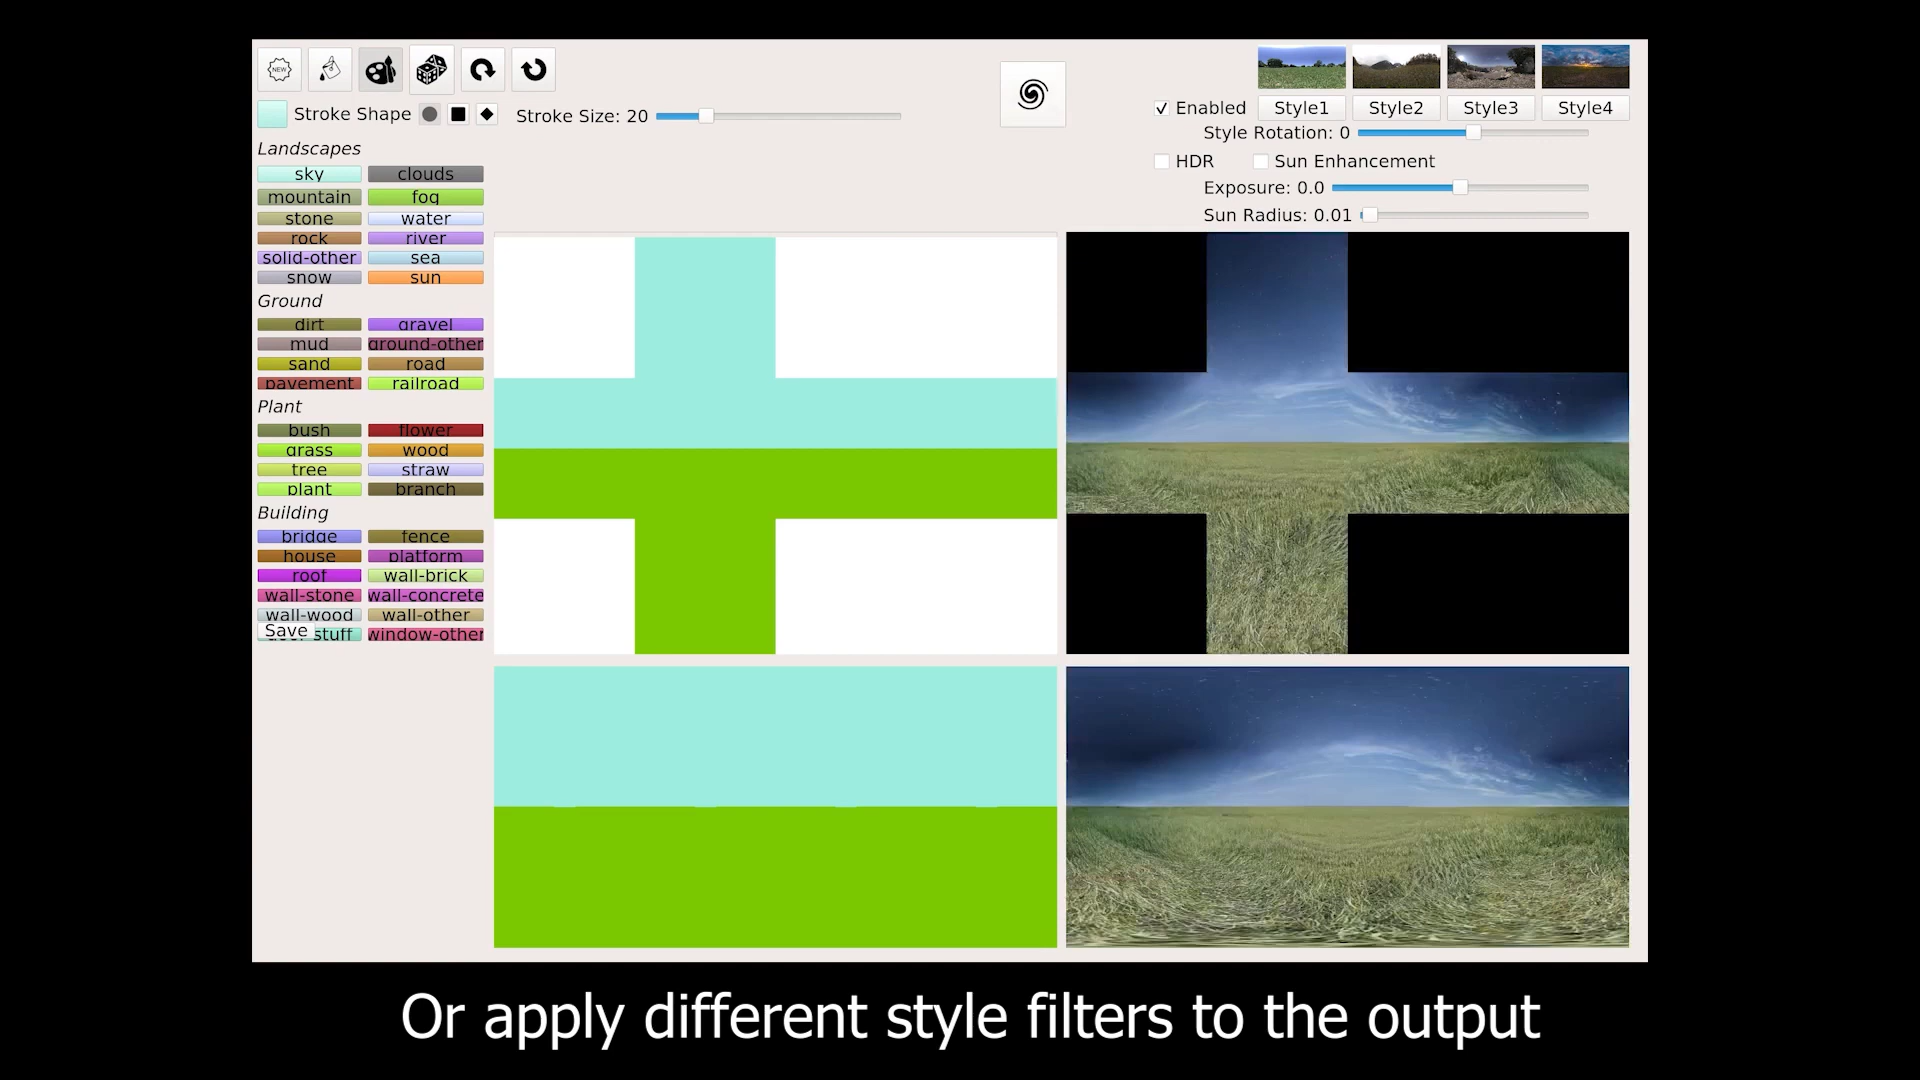 NEW
Stroke Shape
Stroke Size: 20
Enabled
Style1 Style2 Style3 Style4
Style Rotation: 0
HDR Sun Enhancement
Exposure: 0.0
Sun Radius: 0.01
Landscapes
sky clouds
mountain fog
stone water
rock river
solid-other sea
snow sun
Ground
dirt gravel
mud ground-other
sand road
pavement railroad
Plant
bush flower
grass wood
tree straw
plant branch
Building
bridge fence
house platform
roof wall-brick
wall-stone wall-concrete
wall-wood wall-other
Save
stuff window-other
Or apply different style filters to the output